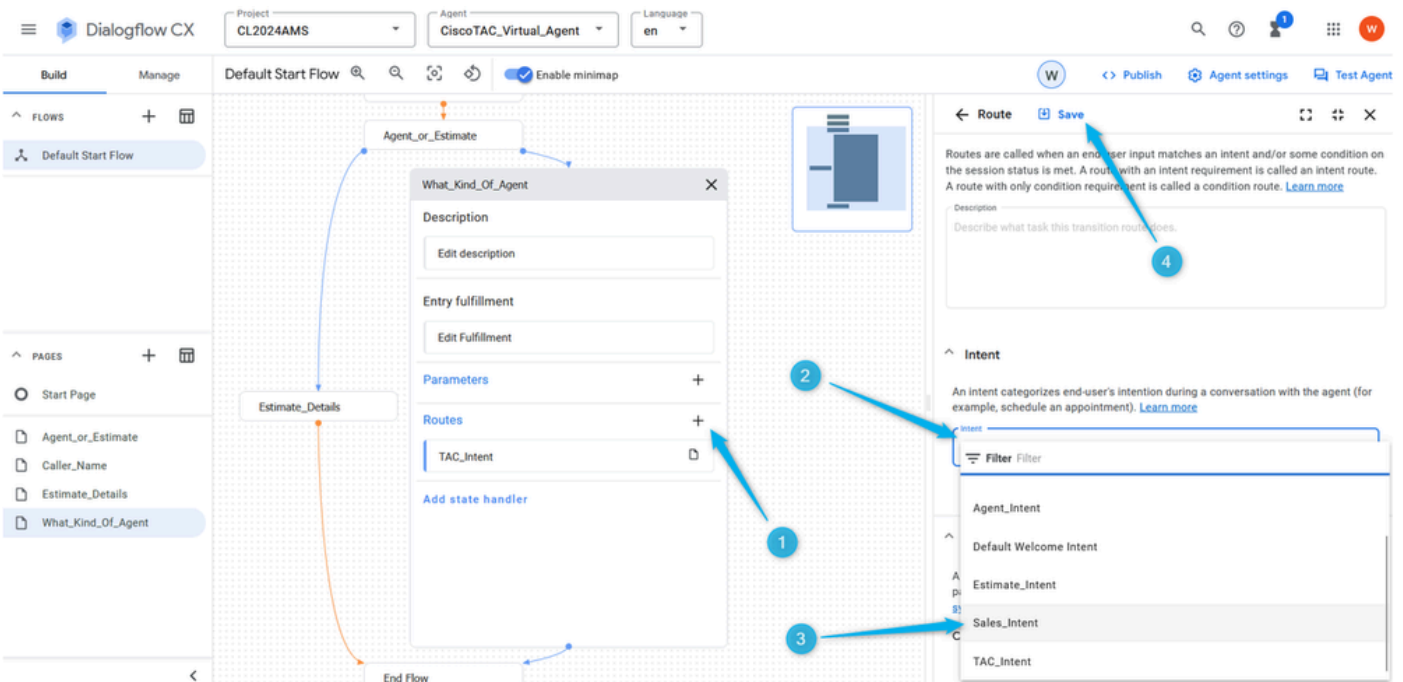 Dialogflow CX
Project
CL2024AMS
Agent
CiscoTAC_Virtual_Agent
Language
en
1
W
Build
Manage
Default Start Flow
Enable minimap
W
<> Publish
Agent settings
Test Agent
FLOWS
Default Start Flow
PAGES
Start Page
Agent_or_Estimate
Caller_Name
Estimate_Details
What_Kind_Of_Agent
Agent_or_Estimate
Estimate_Details
What_Kind_Of_Agent
Description
Edit description
Entry fulfillment
Edit Fulfillment
Parameters
Routes
TAC_Intent
Add state handler
End Flow
1
2
3
4
Route
Save
Routes are called when an end-user input matches an intent and/or some condition on
the session status is met. A route with an intent requirement is called an intent route.
A route with only condition requirement is called a condition route. Learn more
Description
Describe what task this transition route does.
Intent
An intent categorizes end-user's intention during a conversation with the agent (for
example, schedule an appointment). Learn more
Intent
Filter Filter
Agent_Intent
Default Welcome Intent
Estimate_Intent
Sales_Intent
TAC_Intent